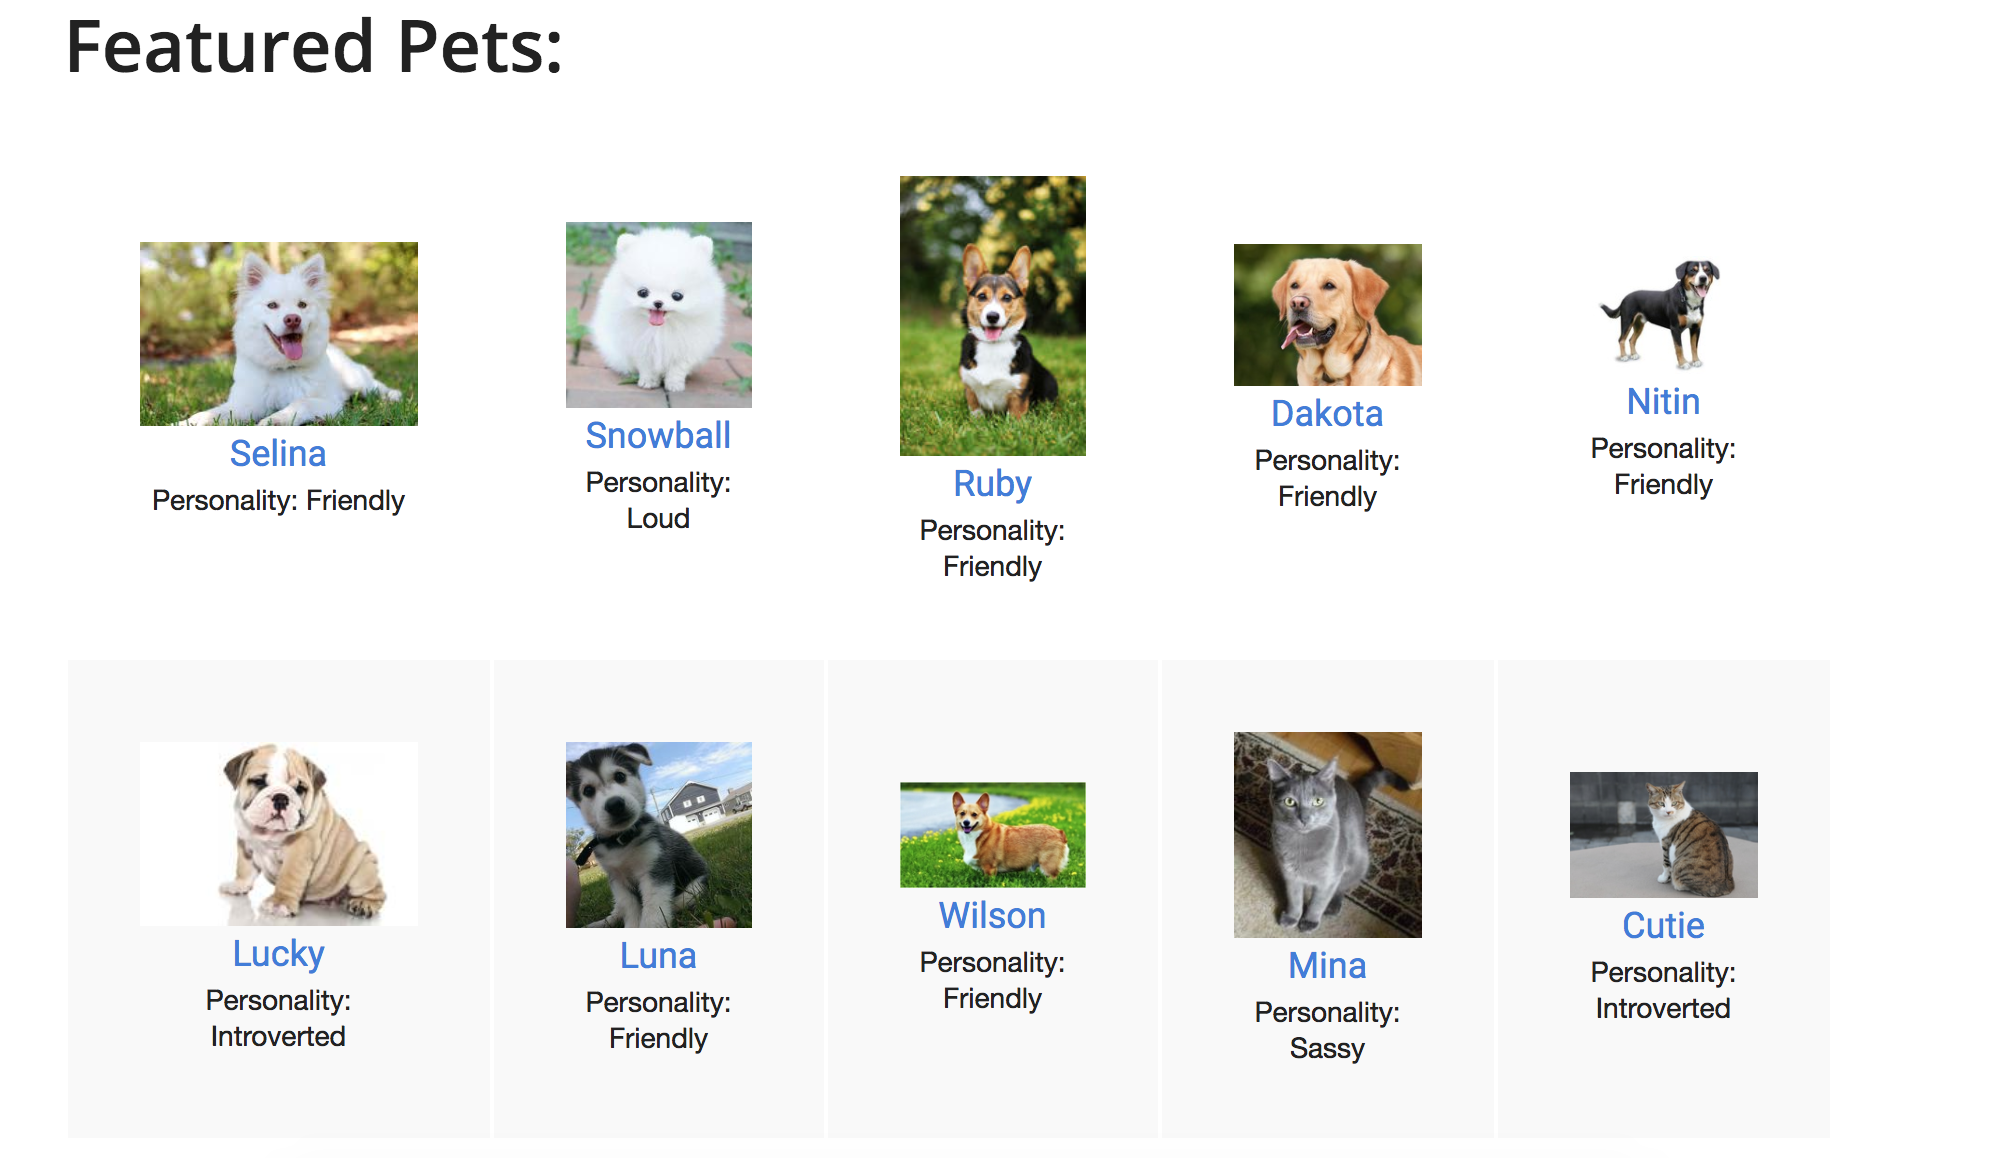 Featured Pets:
Selina
Personality: Friendly
Snowball
Personality:
Loud
Ruby
Personality:
Friendly
Dakota
Personality:
Friendly
Nitin
Personality:
Friendly
Lucky
Personality:
Introverted
Luna
Personality:
Friendly
Wilson
Personality:
Friendly
Mina
Personality:
Sassy
Cutie
Personality:
Introverted